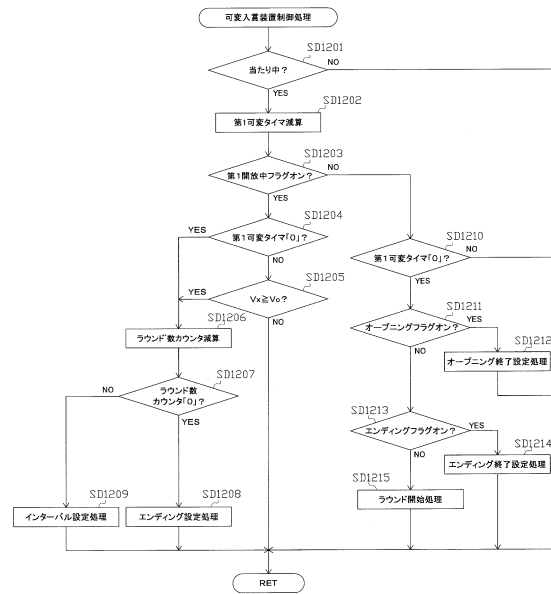 可変入賞装置制御処理
SD1201
当たり中？
NO
YES
SD1202
第1可変タイマ減算
SD1203
第1開放中フラグオン？
NO
YES
SD1204
YES
第1可変タイマ「0」？
NO
SD1210
第1可変タイマ「0」？
NO
YES
SD1205
YES
Vx≧Vo？
NO
SD1206
ラウンド数カウンタ減算
SD1211
オープニングフラグオン？
YES
NO
SD1212
オープニング終了設定処理
SD1207
NO
ラウンド数
カウンタ「0」？
YES
SD1213
エンディングフラグオン？
YES
NO
SD1214
エンディング終了設定処理
SD1215
ラウンド開始処理
SD1209
インターバル設定処理
SD1208
エンディング設定処理
RET